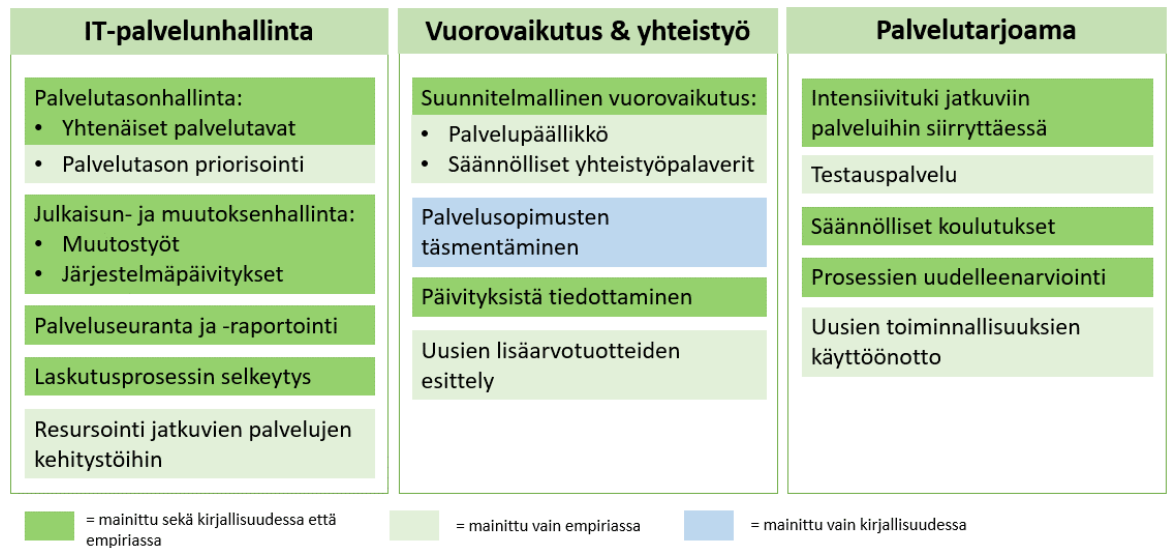 IT-palvelunhallinta
Palvelutasonhallinta:
• Yhtenäiset palvelutavat
• Palvelutason priorisointi
Julkaisun- ja muutoksenhallinta:
• Muutostyöt
• Järjestelmäpäivitykset
Palveluseuranta ja -raportointi
Laskutusprosessin selkeytys
Resursointi jatkuvien palvelujen
kehitystöihin
Vuorovaikutus & yhteistyö
Suunnitelmallinen vuorovaikutus:
• Palvelupäällikkö
• Säännölliset yhteistyöpalaverit
Palvelusopimusten
täsmentäminen
Päivityksistä tiedottaminen
Uusien lisäarvotuotteiden
esittely
Palvelutarjoama
Intensiivituki jatkuviin
palveluihin siirryttäessä
Testauspalvelu
Säännölliset koulutukset
Prosessien uudelleenarviointi
Uusien toiminnallisuuksien
käyttöönotto
= mainittu sekä kirjallisuudessa että
empiriassa
= mainittu vain empiriassa
= mainittu vain kirjallisuudessa